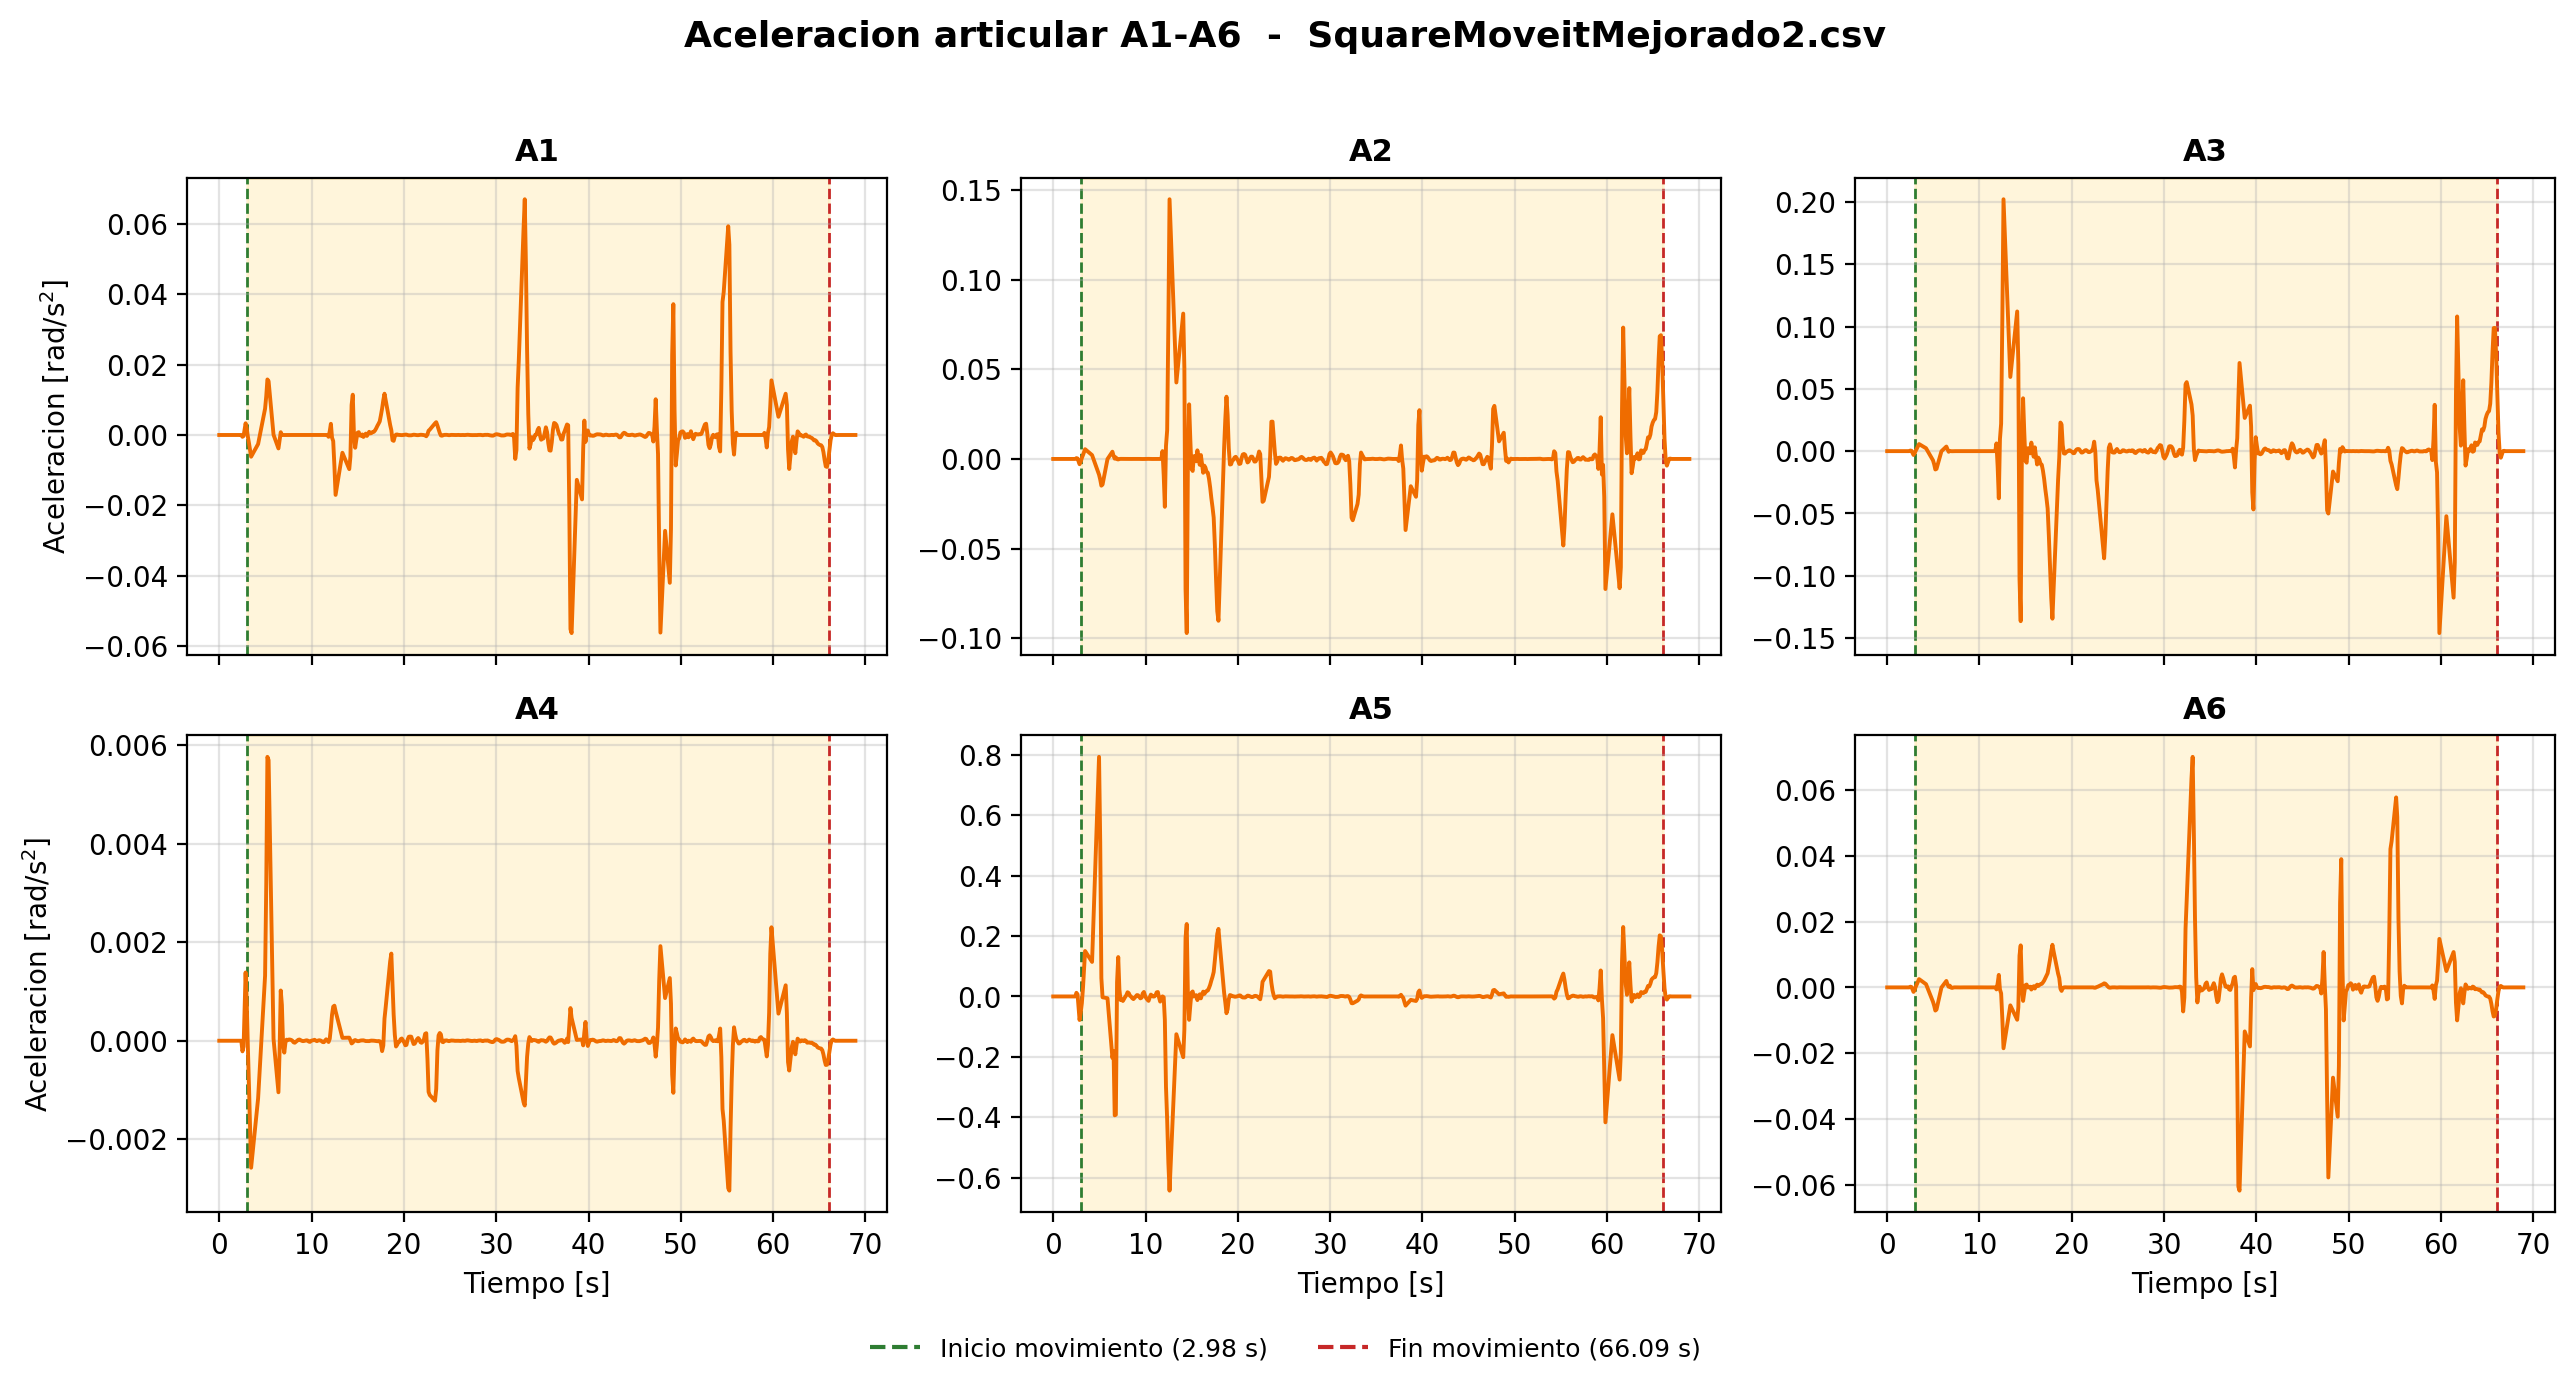 Aceleracion articular A1-A6  -  SquareMoveitMejorado2.csv
A1
A2
A3
Aceleracion [rad/s²]
0.06
0.04
0.02
0.00
−0.02
−0.04
−0.06
0.15
0.10
0.05
0.00
−0.05
−0.10
0.20
0.15
0.10
0.05
0.00
−0.05
−0.10
−0.15
A4
A5
A6
Aceleracion [rad/s²]
0.006
0.004
0.002
0.000
−0.002
0.8
0.6
0.4
0.2
0.0
−0.2
−0.4
−0.6
0.06
0.04
0.02
0.00
−0.02
−0.04
−0.06
0 10 20 30 40 50 60 70
0 10 20 30 40 50 60 70
0 10 20 30 40 50 60 70
Tiempo [s]
Tiempo [s]
Tiempo [s]
Inicio movimiento (2.98 s)
Fin movimiento (66.09 s)